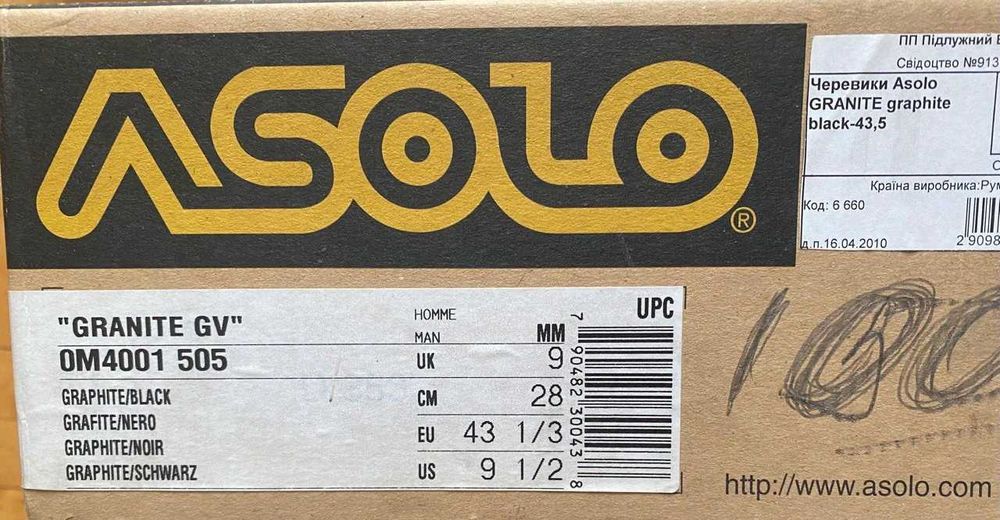 ASOLO®
ПП Підлужний
Свідоцтво №913
Черевики Asolo
GRANITE graphite
black-43,5
Країна виробника:Рум
Код: 6 660
д.п.16.04.2010
2 9098
"GRANITE GV"
0M4001 505
GRAPHITE/BLACK
GRAFITE/NERO
GRAPHITE/NOIR
GRAPHITE/SCHWARZ
HOMME
MAN
MM
UK 9
CM 28
EU 43 1/3
US 9 1/2
UPC
7 90482 30043 8
100
http://www.asolo.com